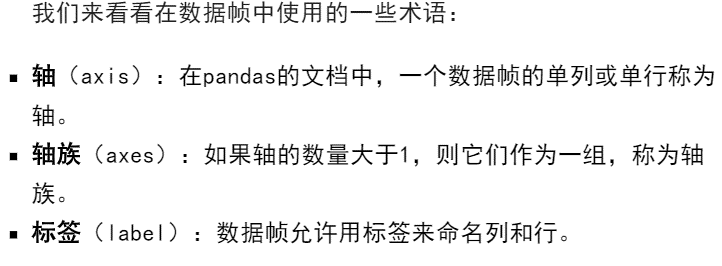 我们来看看在数据帧中使用的一些术语：
▪ 轴（axis）：在pandas的文档中，一个数据帧的单列或单行称为
轴。
▪ 轴族（axes）：如果轴的数量大于1，则它们作为一组，称为轴
族。
▪ 标签（label）：数据帧允许用标签来命名列和行。